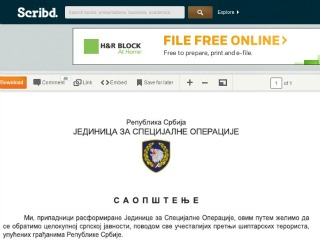 Scribd.
Search books, presentations, business, academics...
Explore
H&R BLOCK
At Home
FILE FREE ONLINE
Free to prepare, print and e-file.
Download
Comment
Save for later
1 of 1
Република Србија
ЈЕДИНИЦА ЗА СПЕЦИЈАЛНЕ ОПЕРАЦИЈЕ
С А О П Ш Т Е Њ Е
Ми, припадници расформиране Јединице за Специјалне Операције, овим путем желимо да
се обратимо целокупној српској јавности, поводом све учесталијих претњи шиптарских терориста,
упућених грађанима Републике Србије.